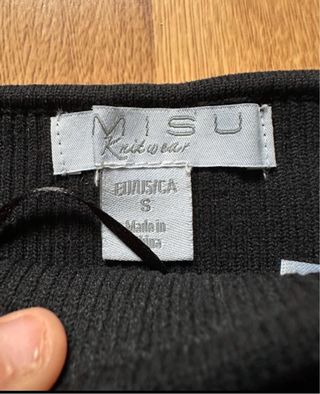 MISU
Knitwear
EU/US/CA
S
Made in